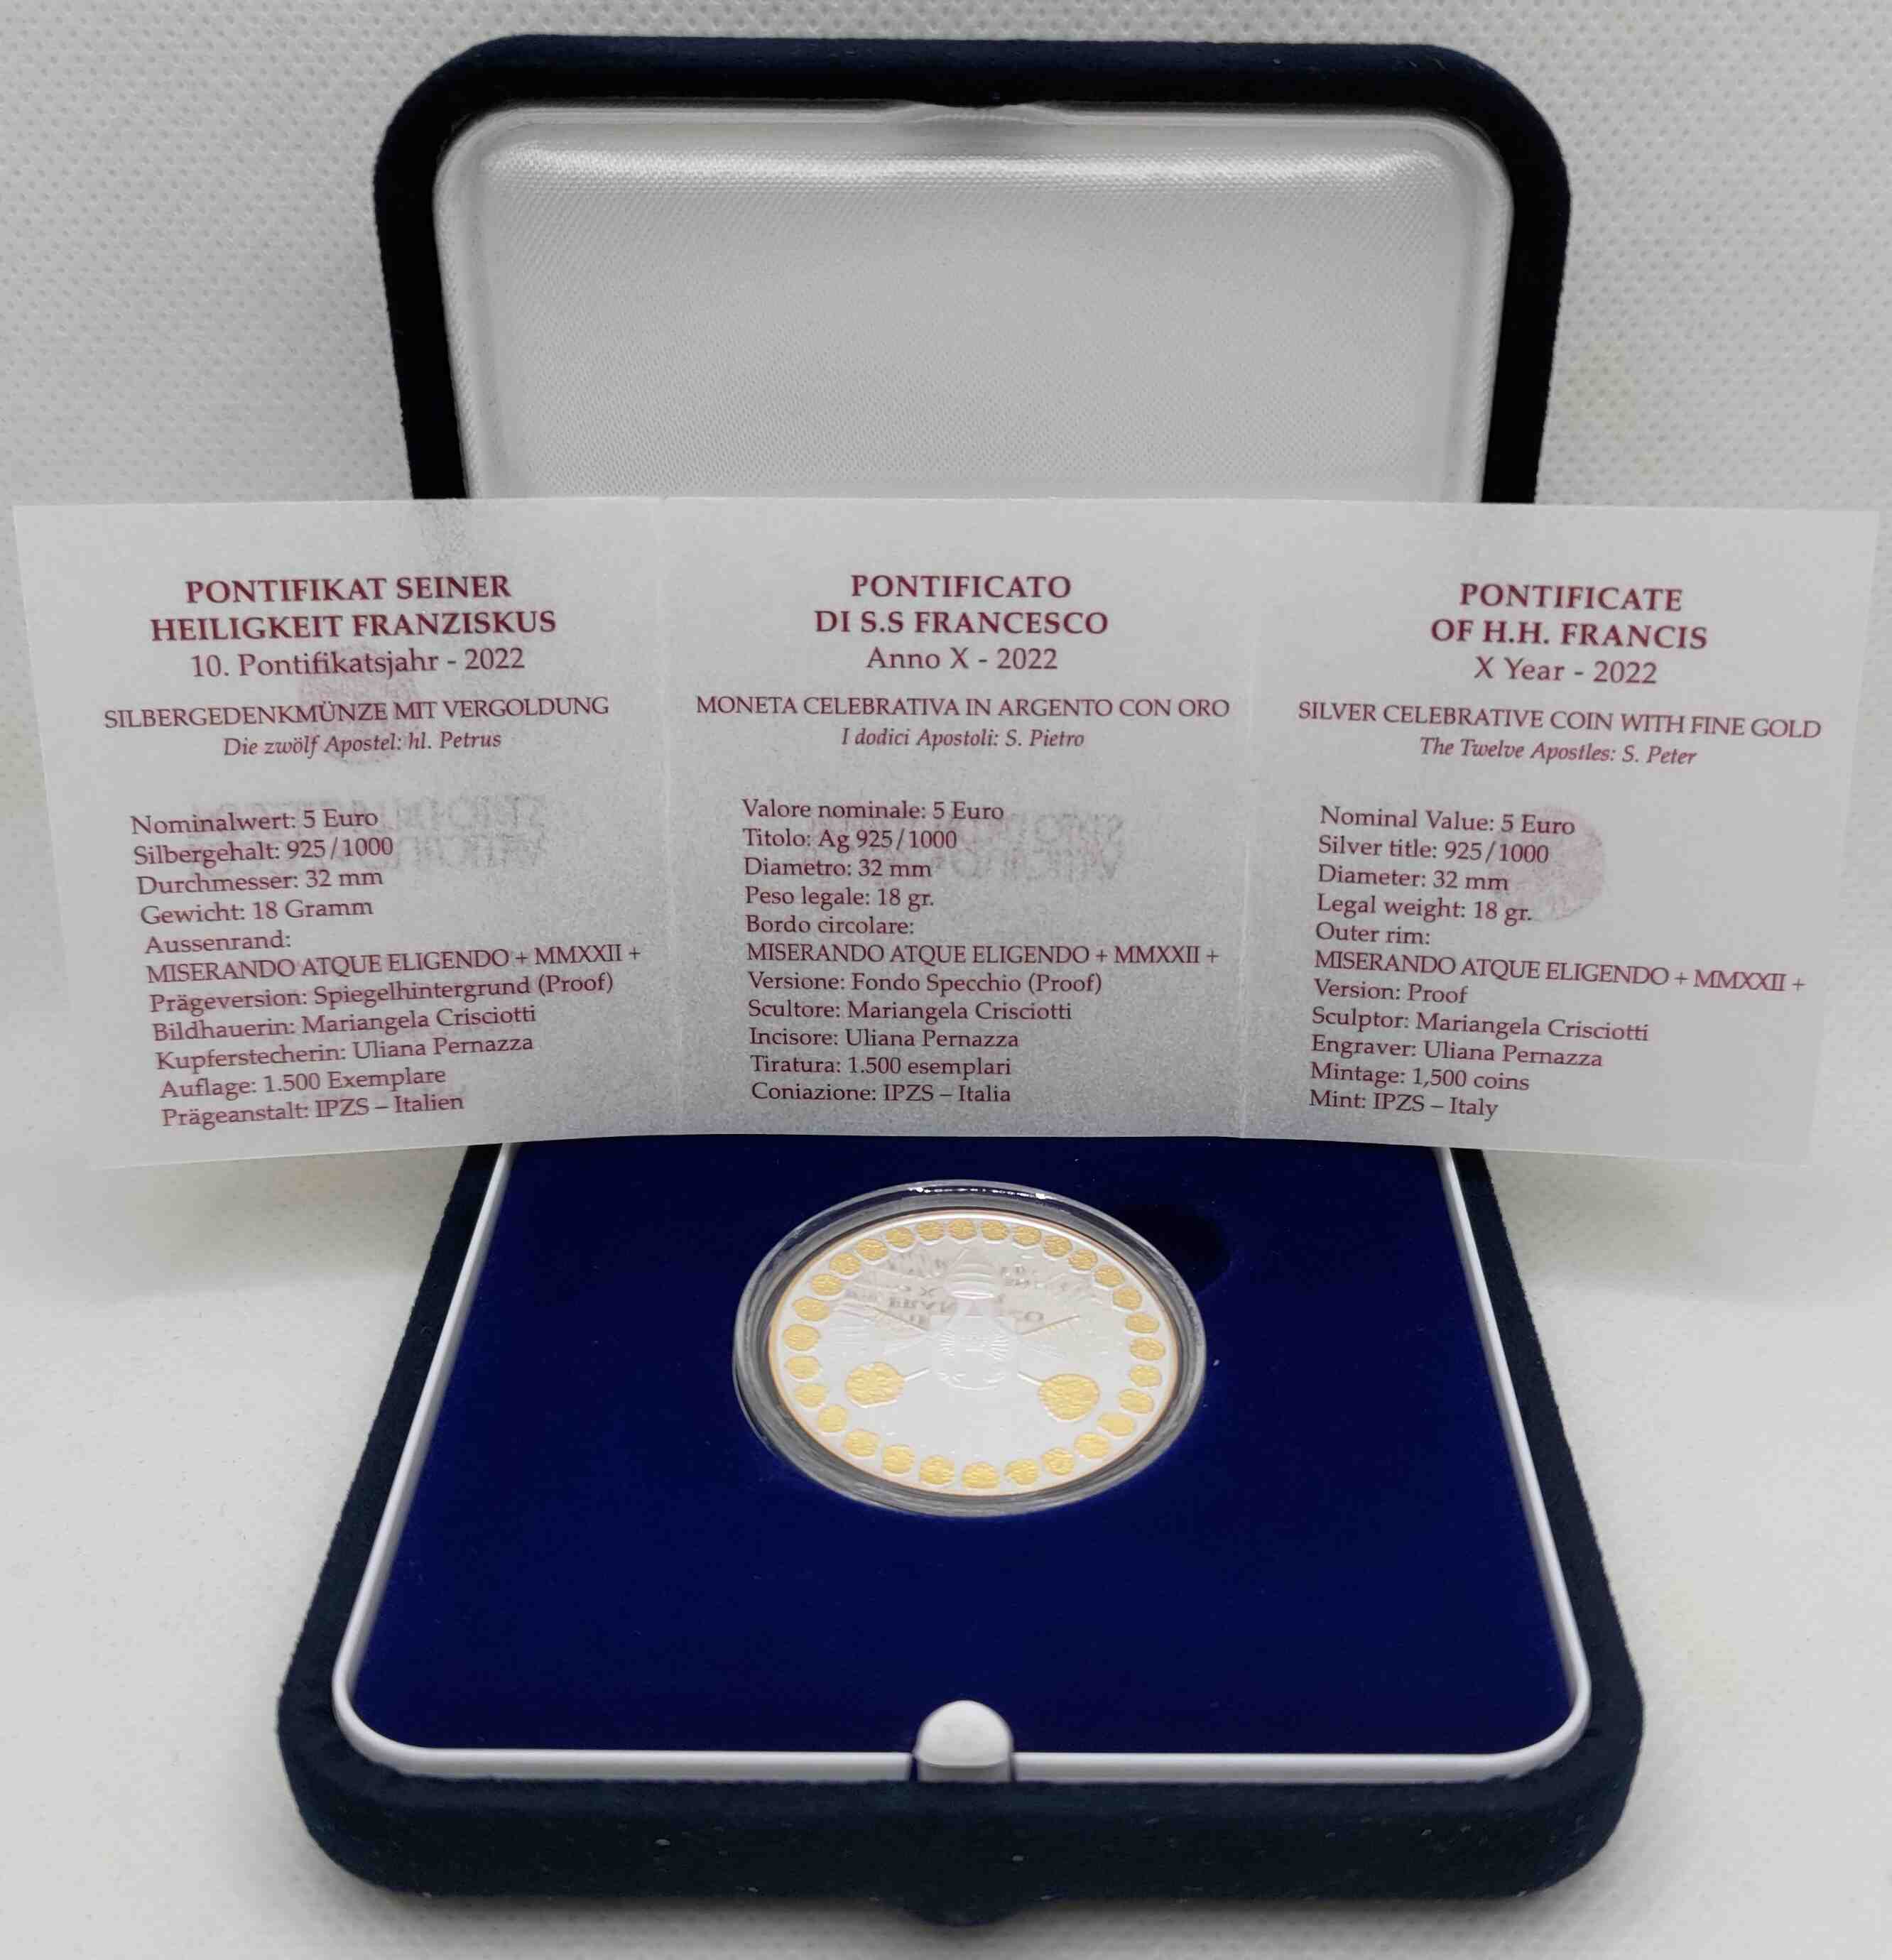 PONTIFIKAT SEINER
HEILIGKEIT FRANZISKUS
10. Pontifikatsjahr - 2022
SILBERGEDENKMÜNZE MIT VERGOLDUNG
Die zwölf Apostel: hl. Petrus
Nominalwert: 5 Euro
Silbergehalt: 925/1000
Durchmesser: 32 mm
Gewicht: 18 Gramm
Aussenrand:
MISERANDO ATQUE ELIGENDO + MMXXII +
Prägeversion: Spiegelhintergrund (Proof)
Bildhauerin: Mariangela Crisciotti
Kupferstecherin: Uliana Pernazza
Auflage: 1.500 Exemplare
Prägeanstalt: IPZS – Italien
PONTIFICATO
DI S.S FRANCESCO
Anno X - 2022
MONETA CELEBRATIVA IN ARGENTO CON ORO
I dodici Apostoli: S. Pietro
Valore nominale: 5 Euro
Titolo: Ag 925/1000
Diametro: 32 mm
Peso legale: 18 gr.
Bordo circolare:
MISERANDO ATQUE ELIGENDO + MMXXII +
Versione: Fondo Specchio (Proof)
Scultore: Mariangela Crisciotti
Incisore: Uliana Pernazza
Tiratura: 1.500 esemplari
Coniazione: IPZS – Italia
PONTIFICATE
OF H.H. FRANCIS
X Year - 2022
SILVER CELEBRATIVE COIN WITH FINE GOLD
The Twelve Apostles: S. Peter
Nominal Value: 5 Euro
Silver title: 925/1000
Diameter: 32 mm
Legal weight: 18 gr.
Outer rim:
MISERANDO ATQUE ELIGENDO + MMXXII +
Version: Proof
Sculptor: Mariangela Crisciotti
Engraver: Uliana Pernazza
Mintage: 1,500 coins
Mint: IPZS – Italy